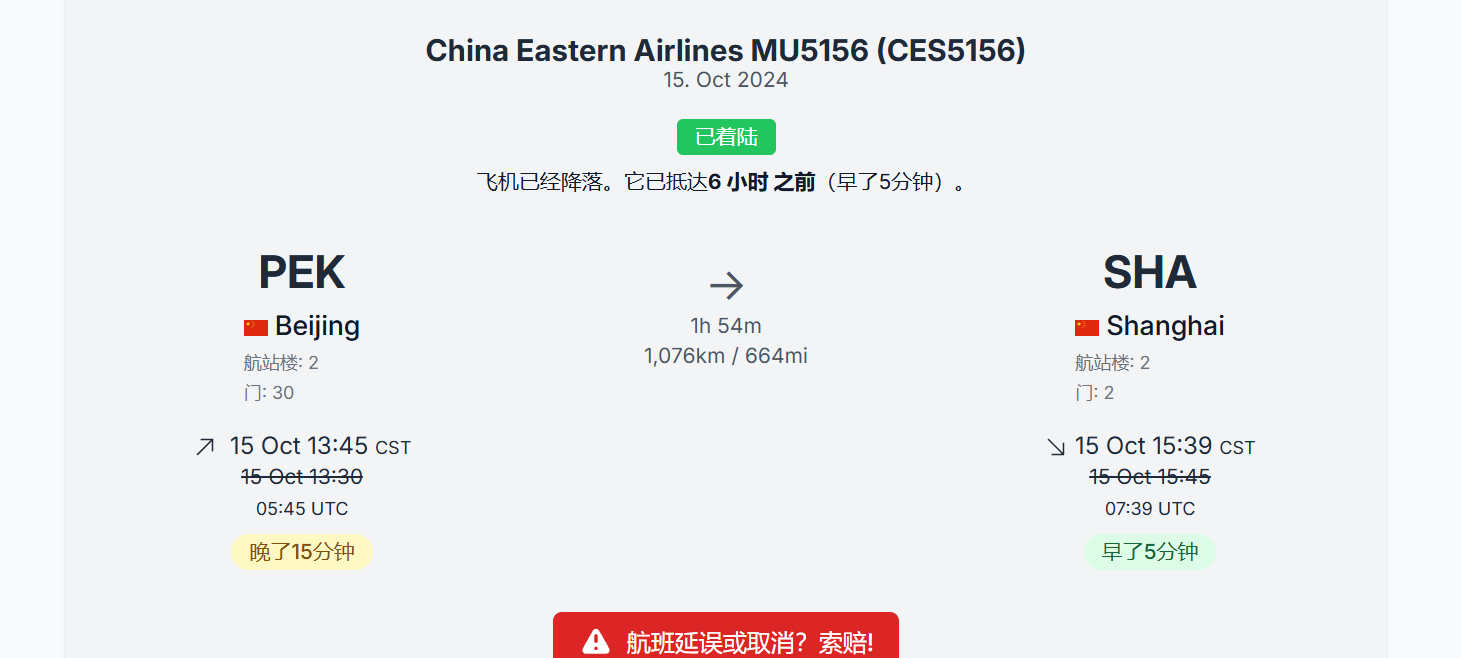 China Eastern Airlines MU5156 (CES5156)
15. Oct 2024
已着陆
飞机已经降落。它已抵达6 小时 之前（早了5分钟）。
PEK
Beijing
航站楼: 2
门: 30
15 Oct 13:45 CST
15 Oct 13:30
05:45 UTC
晚了15分钟
→
1h 54m
1,076km / 664mi
SHA
Shanghai
航站楼: 2
门: 2
15 Oct 15:39 CST
15 Oct 15:45
07:39 UTC
早了5分钟
航班延误或取消？索赔!